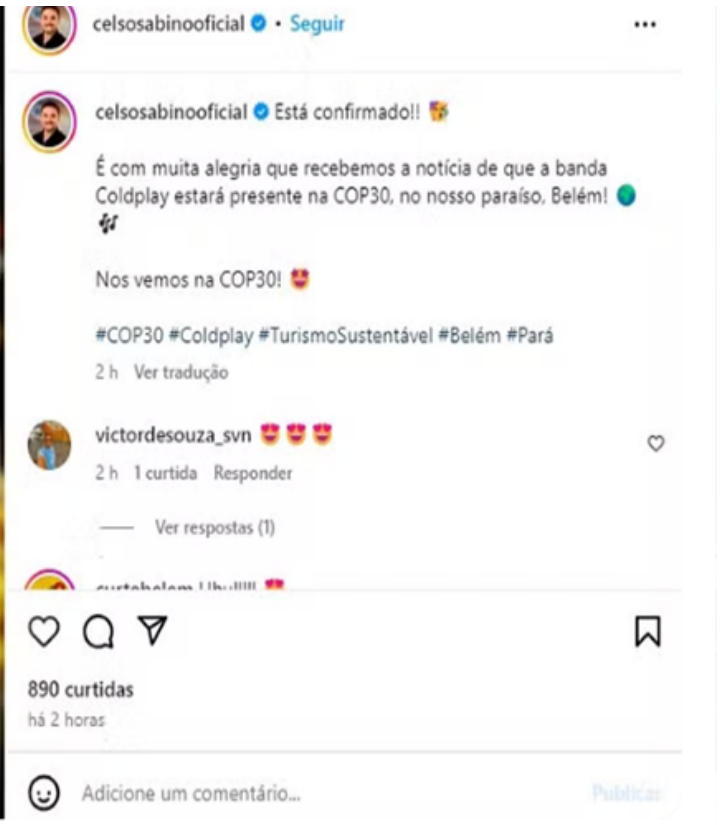 celsosabinooficial • Seguir
celsosabinooficial Está confirmado!! 🥳
É com muita alegria que recebemos a notícia de que a banda
Coldplay estará presente na COP30, no nosso paraíso, Belém! 🌍
🎶
Nos vemos na COP30! 😍
#COP30 #Coldplay #TurismoSustentável #Belém #Pará
2 h Ver tradução
victordesouza_svn 😍😍😍
2 h 1 curtida Responder
Ver respostas (1)
890 curtidas
há 2 horas
Adicione um comentário... Publicar